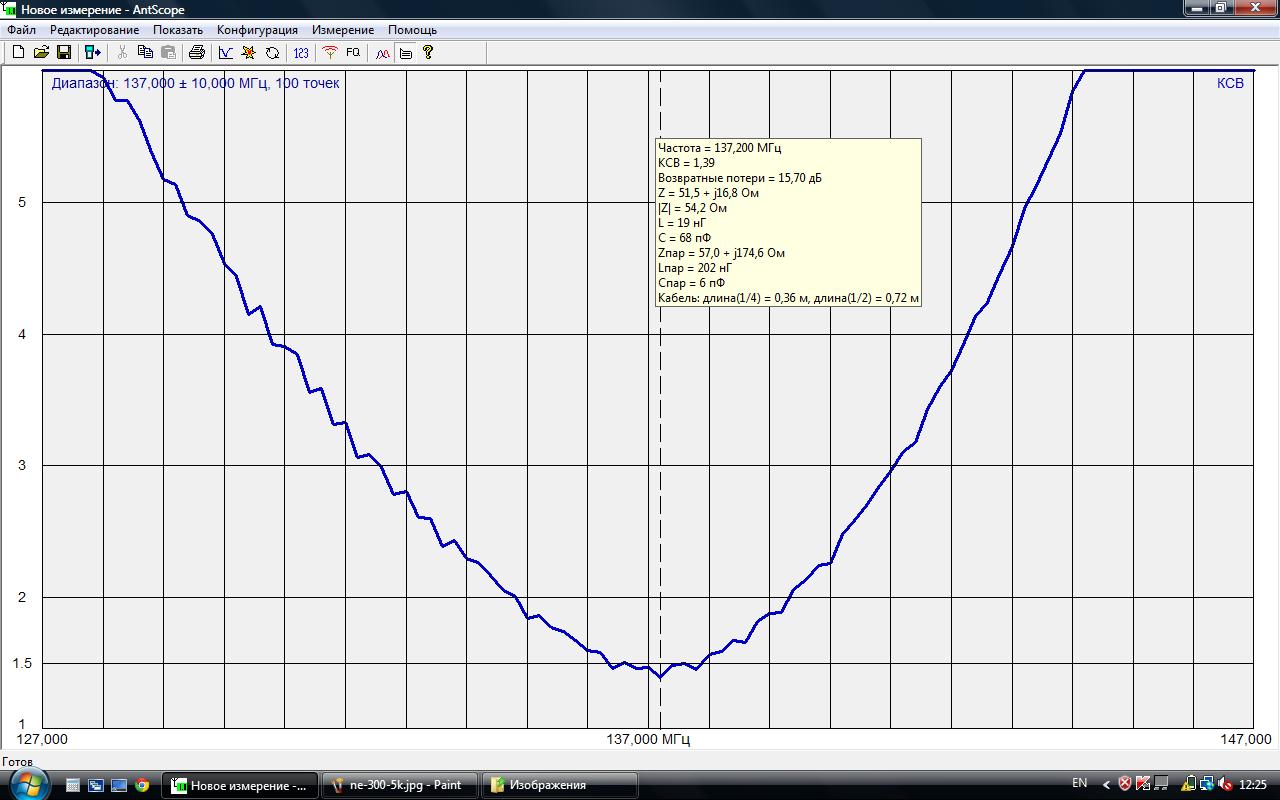 Новое измерение - AntScope
Файл Редактирование Показать Конфигурация Измерение Помощь
123 FQ ?
Диапазон: 137,000 ± 10,000 МГц, 100 точек
КСВ
Частота = 137,200 МГц
КСВ = 1,39
Возвратные потери = 15,70 дБ
Z = 51,5 + j16,8 Ом
|Z| = 54,2 Ом
L = 19 нГ
C = 68 пФ
Zпар = 57,0 + j174,6 Ом
Lпар = 202 нГ
Cпар = 6 пФ
Кабель: длина(1/4) = 0,36 м, длина(1/2) = 0,72 м
5
4
3
2
1.5
1
127,000 137,000 МГц 147,000
Готов
Новое измерение -... ne-300-5k.jpg - Paint Изображения EN 12:25